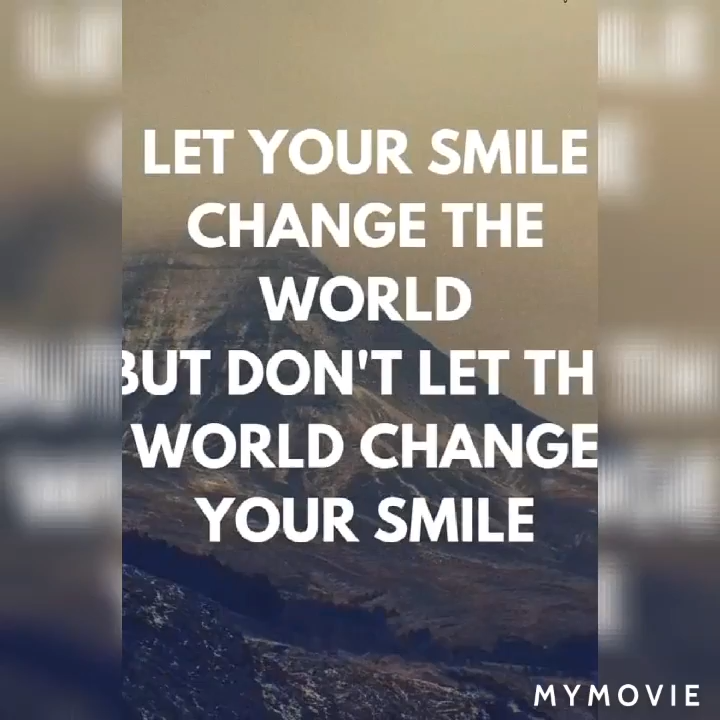 LET YOUR SMILE
CHANGE THE
WORLD
BUT DON'T LET TH
WORLD CHANGE
YOUR SMILE
MYMOVIE